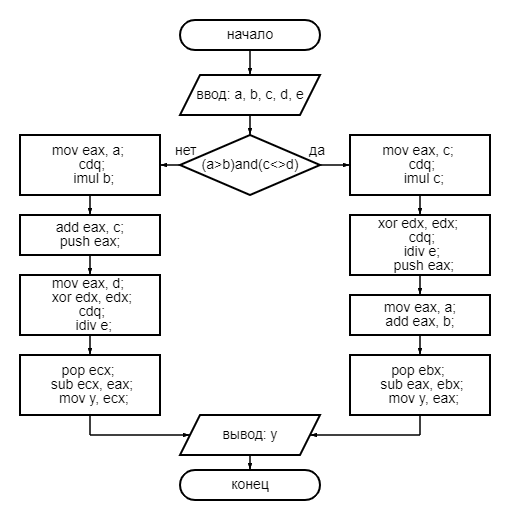 начало
ввод: a, b, c, d, e
нет
(a>b)and(c<>d)
да
mov eax, a;
cdq;
imul b;
add eax, c;
push eax;
mov eax, d;
xor edx, edx;
cdq;
idiv e;
pop ecx;
sub ecx, eax;
mov y, ecx;
mov eax, c;
cdq;
imul c;
xor edx, edx;
cdq;
idiv e;
push eax;
mov eax, a;
add eax, b;
pop ebx;
sub eax, ebx;
mov y, eax;
вывод: y
конец